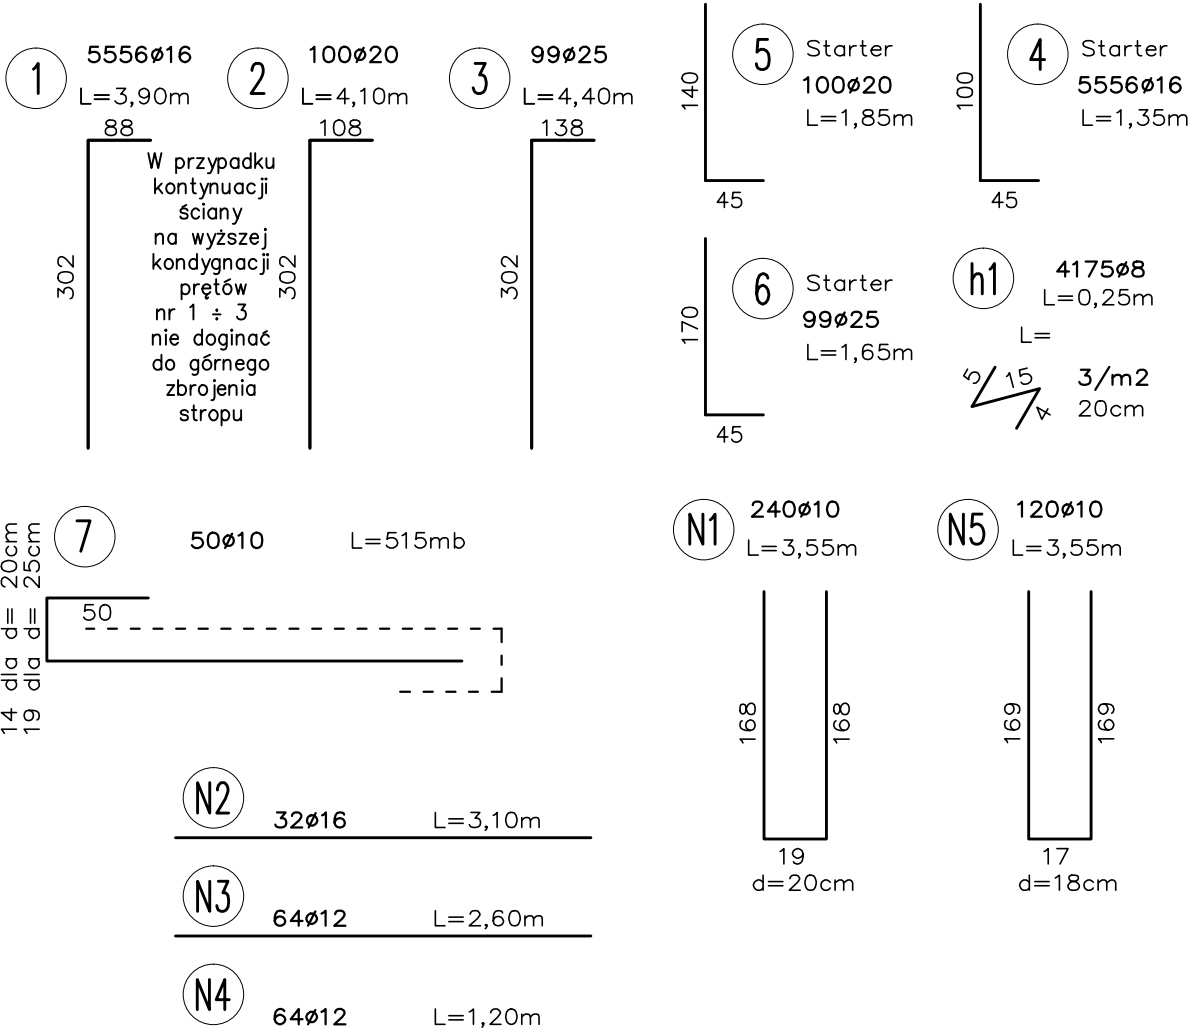 1
5556ø16
L=3,90m
88
302
2
100ø20
L=4,10m
108
302
3
99ø25
L=4,40m
138
302
W przypadku
kontynuacji
ściany
na wyższej
kondygnacji
prętów
nr 1 ÷ 3
nie doginać
do górnego
zbrojenia
stropu
5
Starter
100ø20
L=1,85m
140
45
4
Starter
5556ø16
L=1,35m
100
45
6
Starter
99ø25
L=1,65m
170
45
h1
4175ø8
L=0,25m
L=
5
15
4
3/m2
20cm
7
50ø10
L=515mb
50
14 dla d= 20cm
19 dla d= 25cm
N1
240ø10
L=3,55m
168
168
19
d=20cm
N5
120ø10
L=3,55m
169
169
17
d=18cm
N2
32ø16
L=3,10m
N3
64ø12
L=2,60m
N4
64ø12
L=1,20m